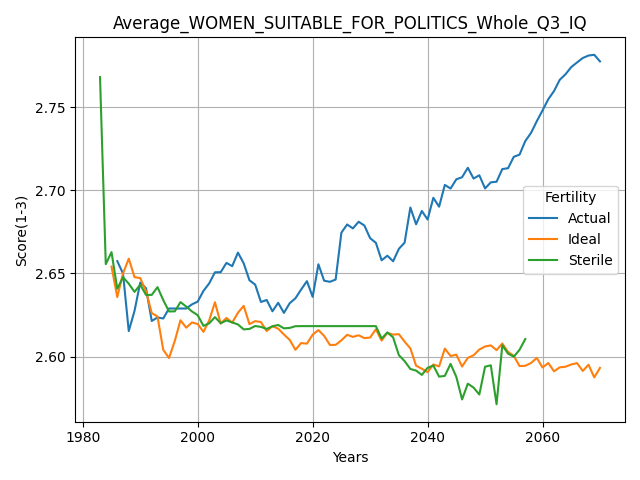 Average_WOMEN_SUITABLE_FOR_POLITICS_Whole_Q3_IQ
Score(1-3)
2.75
2.70
2.65
2.60
Fertility
Actual
Ideal
Sterile
1980
2000
2020
2040
2060
Years